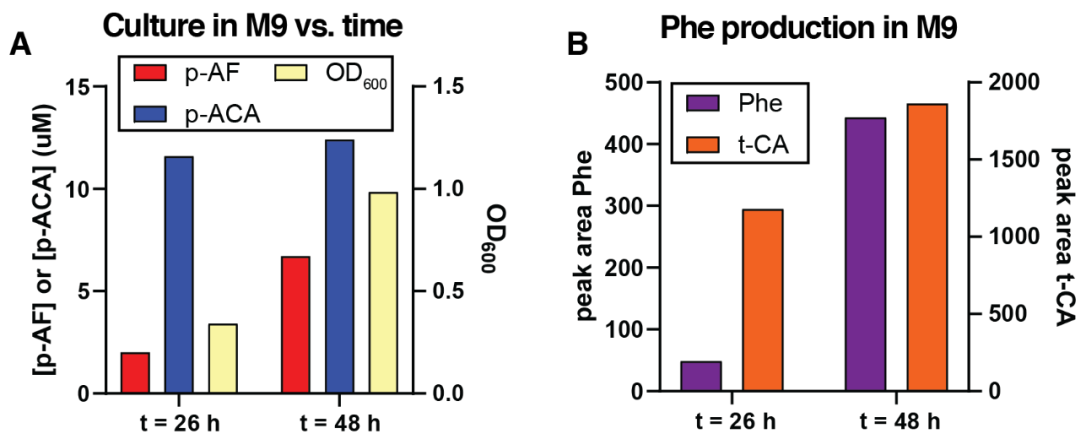 A
Culture in M9 vs. time
p-AF
OD600
p-ACA
[p-AF] or [p-ACA] (uM)
15
10
5
0
1.5
1.0
0.5
0.0
OD600
t = 26 h
t = 48 h
B
Phe production in M9
Phe
t-CA
peak area Phe
500
400
300
200
100
0
2000
1500
1000
500
0
peak area t-CA
t = 26 h
t = 48 h